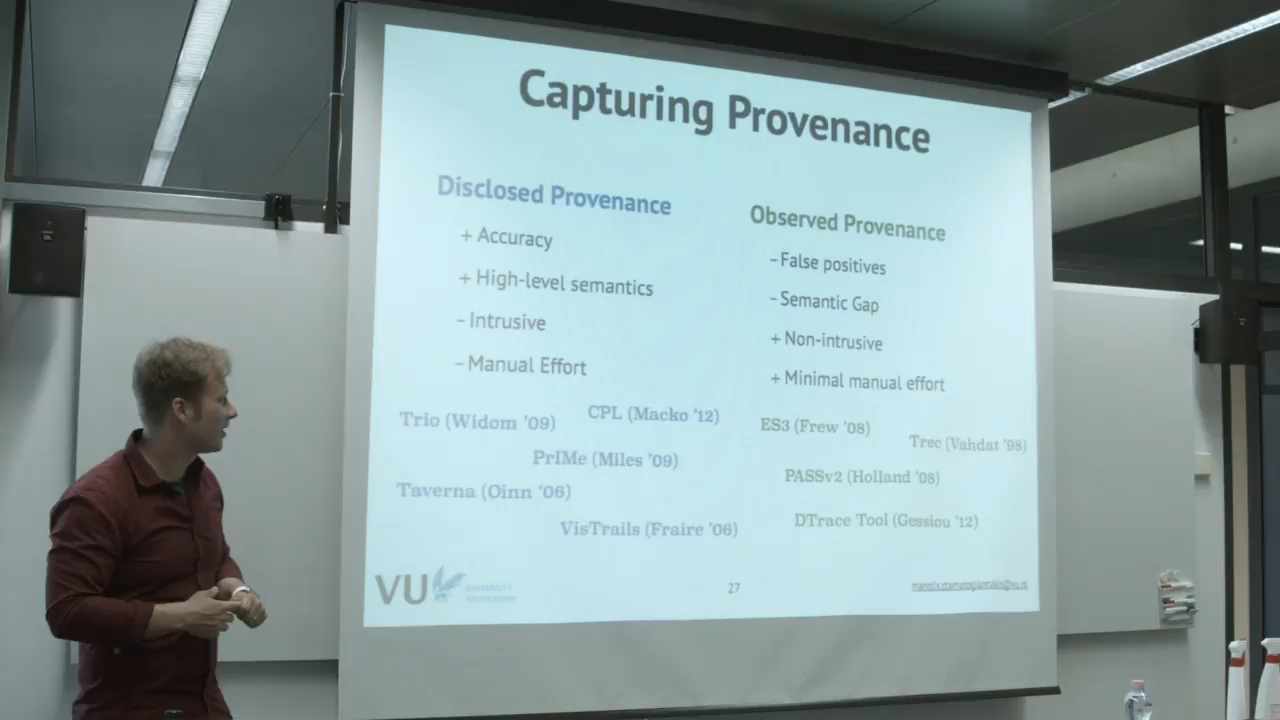 Capturing Provenance
Disclosed Provenance
+ Accuracy
+ High-level semantics
– Intrusive
– Manual Effort
Trio (Widom '09)
CPL (Macko '12)
PrIMe (Miles '09)
Taverna (Oinn '06)
VisTrails (Fraire '06)
Observed Provenance
– False positives
– Semantic Gap
+ Non-intrusive
+ Minimal manual effort
ES3 (Frew '08)
Trec (Vahdat '98)
PASSv2 (Holland '08)
DTrace Tool (Gessiou '12)
VU
UNIVERSITY
AMSTERDAM
27